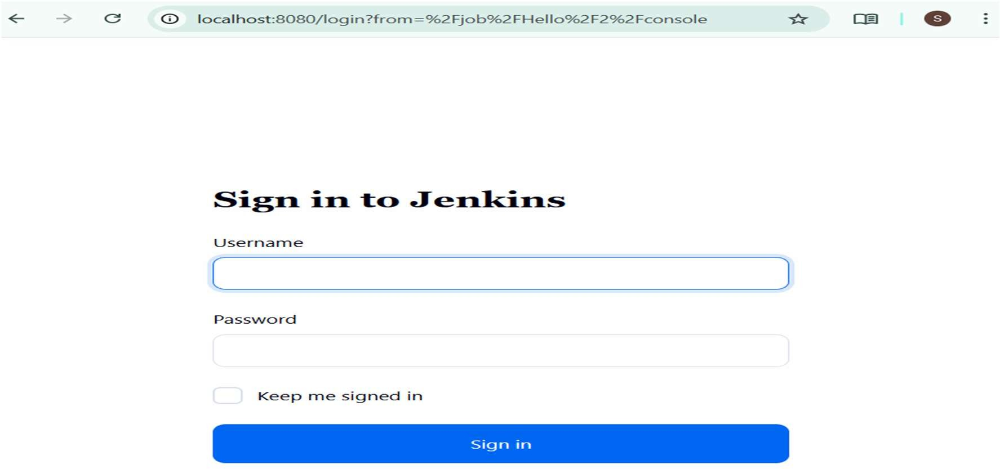 localhost:8080/login?from=%2Fjob%2FHello%2F2%2Fconsole
S
Sign in to Jenkins
Username
Password
Keep me signed in
Sign in